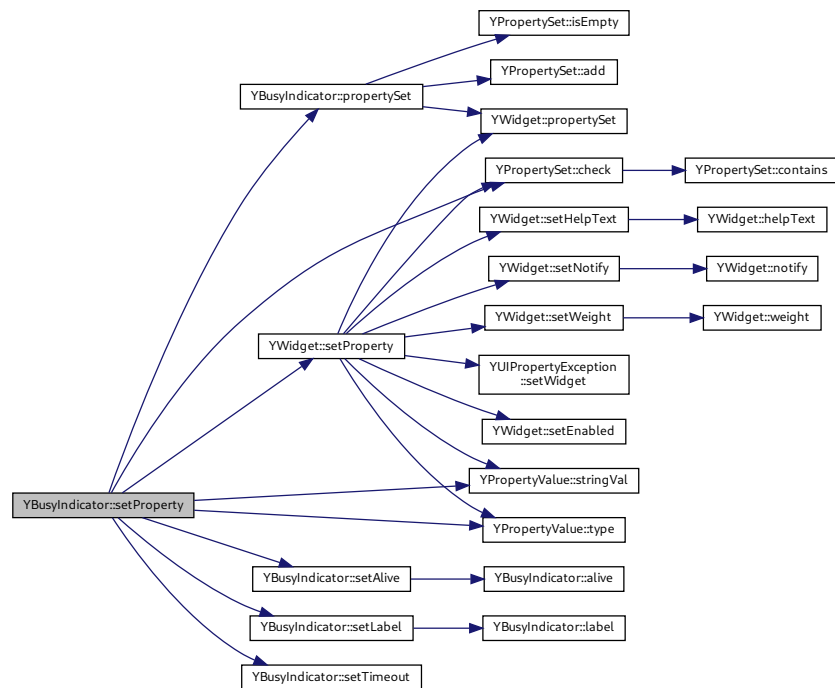 YPropertySet::isEmpty
YPropertySet::add
YBusyIndicator::propertySet
YWidget::propertySet
YPropertySet::check
YPropertySet::contains
YWidget::setHelpText
YWidget::helpText
YWidget::setNotify
YWidget::notify
YWidget::setWeight
YWidget::weight
YWidget::setProperty
YUIPropertyException
::setWidget
YWidget::setEnabled
YPropertyValue::stringVal
YBusyIndicator::setProperty
YPropertyValue::type
YBusyIndicator::setAlive
YBusyIndicator::alive
YBusyIndicator::setLabel
YBusyIndicator::label
YBusyIndicator::setTimeout